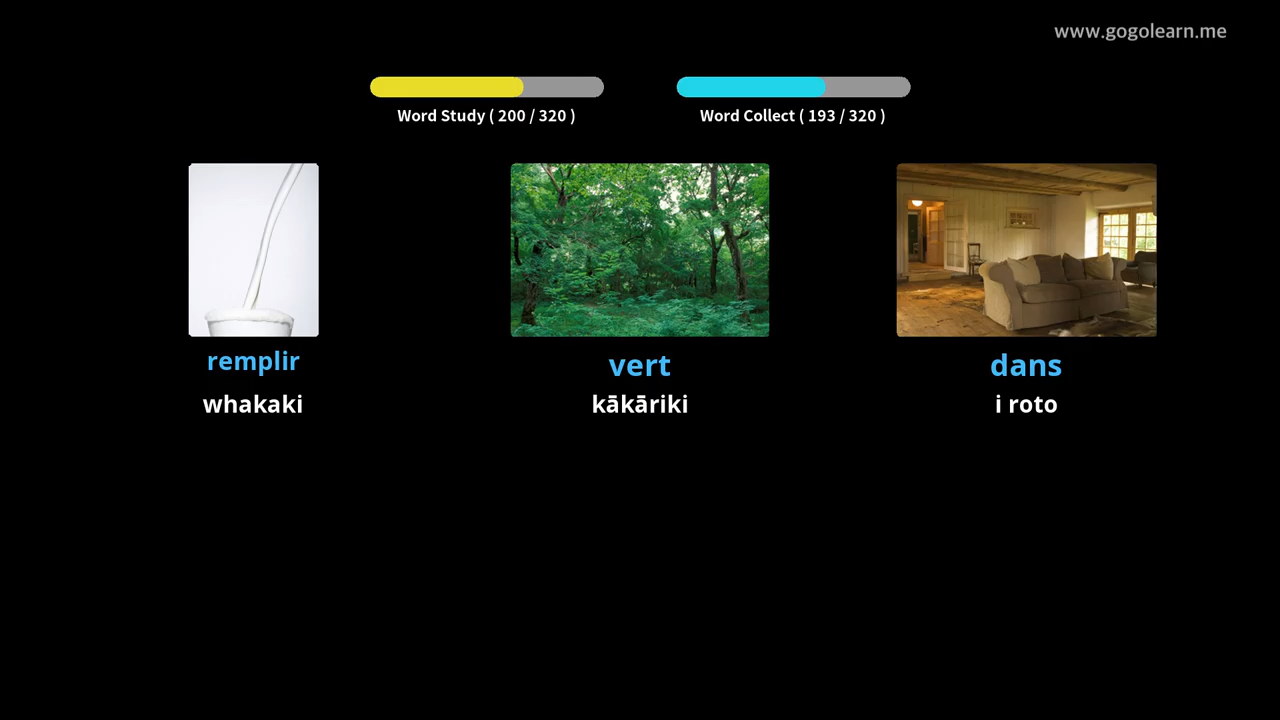 www.gogolearn.me
Word Study ( 200 / 320 )
Word Collect ( 193 / 320 )
remplir
whakaki
vert
kākāriki
dans
i roto